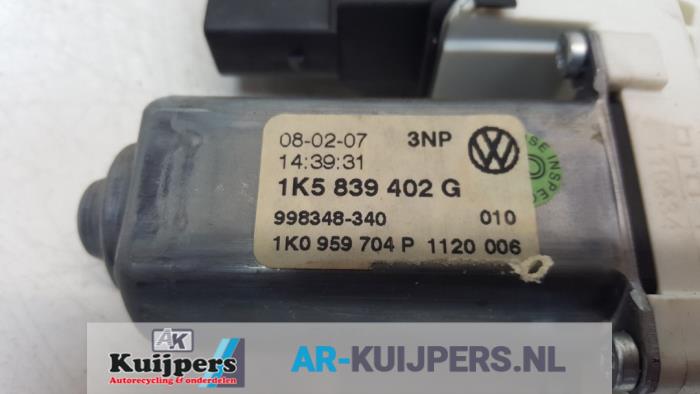 08-02-07 3NP
14:39:31
1K5 839 402 G
998348-340 010
1K0 959 704 P 1120 006
AK
Kuijpers
Autorecycling & onderdelen
AR-KUIJPERS.NL